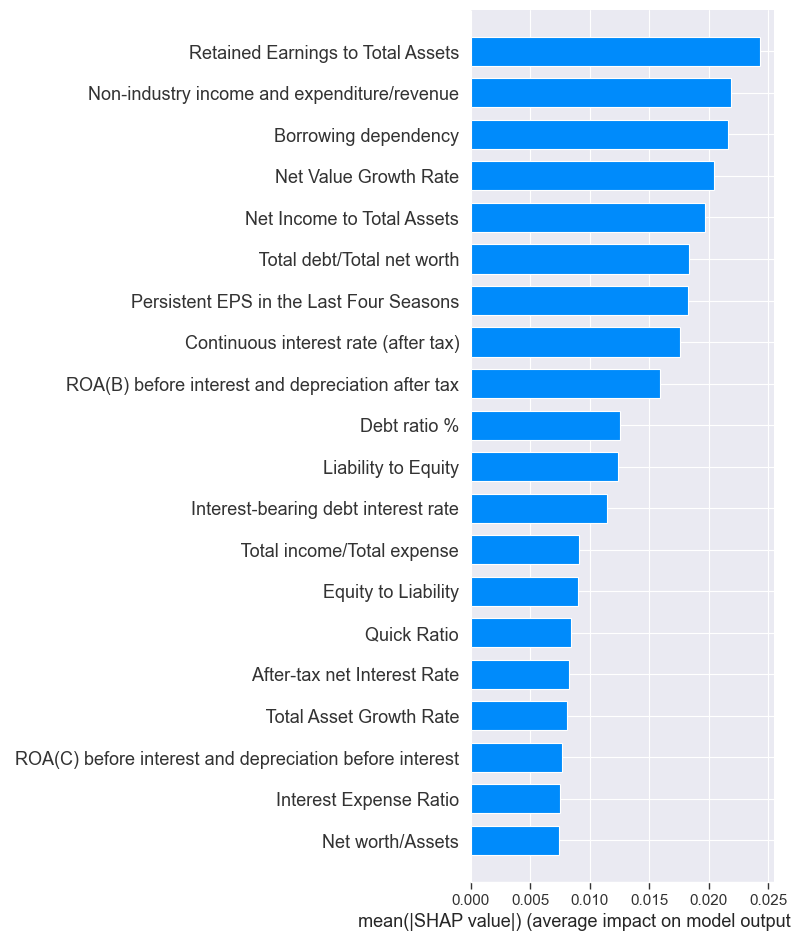 Retained Earnings to Total Assets
Non-industry income and expenditure/revenue
Borrowing dependency
Net Value Growth Rate
Net Income to Total Assets
Total debt/Total net worth
Persistent EPS in the Last Four Seasons
Continuous interest rate (after tax)
ROA(B) before interest and depreciation after tax
Debt ratio %
Liability to Equity
Interest-bearing debt interest rate
Total income/Total expense
Equity to Liability
Quick Ratio
After-tax net Interest Rate
Total Asset Growth Rate
ROA(C) before interest and depreciation before interest
Interest Expense Ratio
Net worth/Assets
0.000 0.005 0.010 0.015 0.020 0.025
mean(|SHAP value|) (average impact on model output